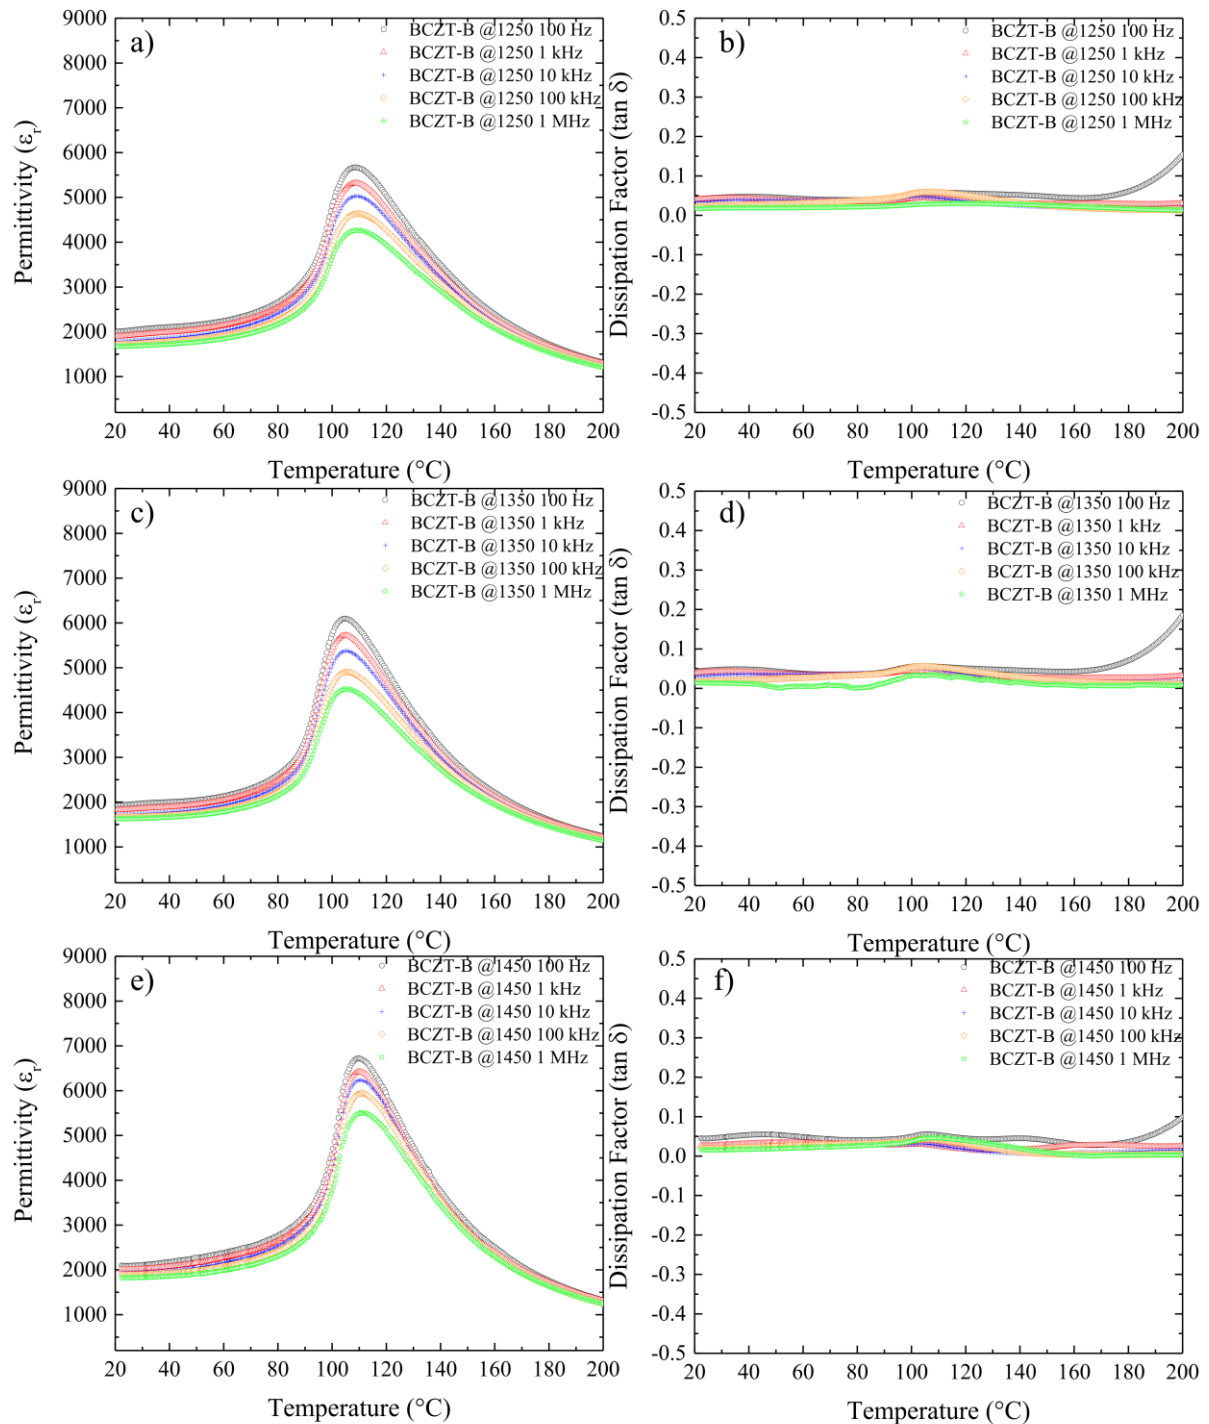 a)
BCZT-B @1250 100 Hz
BCZT-B @1250 1 kHz
BCZT-B @1250 10 kHz
BCZT-B @1250 100 kHz
BCZT-B @1250 1 MHz
9000
8000
7000
6000
5000
4000
3000
2000
1000
Permittivity (εr)
20 40 60 80 100 120 140 160 180 200
Temperature (°C)
b)
BCZT-B @1250 100 Hz
BCZT-B @1250 1 kHz
BCZT-B @1250 10 kHz
BCZT-B @1250 100 kHz
BCZT-B @1250 1 MHz
0.5
0.4
0.3
0.2
0.1
0.0
-0.1
-0.2
-0.3
-0.4
-0.5
Dissipation Factor (tan δ)
20 40 60 80 100 120 140 160 180 200
Temperature (°C)
c)
BCZT-B @1350 100 Hz
BCZT-B @1350 1 kHz
BCZT-B @1350 10 kHz
BCZT-B @1350 100 kHz
BCZT-B @1350 1 MHz
9000
8000
7000
6000
5000
4000
3000
2000
1000
Permittivity (εr)
20 40 60 80 100 120 140 160 180 200
Temperature (°C)
d)
BCZT-B @1350 100 Hz
BCZT-B @1350 1 kHz
BCZT-B @1350 10 kHz
BCZT-B @1350 100 kHz
BCZT-B @1350 1 MHz
0.5
0.4
0.3
0.2
0.1
0.0
-0.1
-0.2
-0.3
-0.4
-0.5
Dissipation Factor (tan δ)
20 40 60 80 100 120 140 160 180 200
Temperature (°C)
e)
BCZT-B @1450 100 Hz
BCZT-B @1450 1 kHz
BCZT-B @1450 10 kHz
BCZT-B @1450 100 kHz
BCZT-B @1450 1 MHz
9000
8000
7000
6000
5000
4000
3000
2000
1000
Permittivity (εr)
20 40 60 80 100 120 140 160 180 200
Temperature (°C)
f)
BCZT-B @1450 100 Hz
BCZT-B @1450 1 kHz
BCZT-B @1450 10 kHz
BCZT-B @1450 100 kHz
BCZT-B @1450 1 MHz
0.5
0.4
0.3
0.2
0.1
0.0
-0.1
-0.2
-0.3
-0.4
-0.5
Dissipation Factor (tan δ)
20 40 60 80 100 120 140 160 180 200
Temperature (°C)